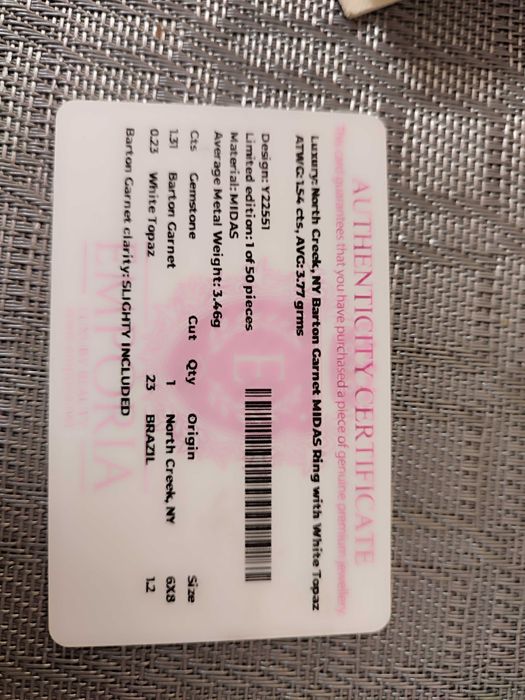 AUTHENTICITY CERTIFICATE
The card guarantees that you have purchased a piece of genuine premium jewellery
Luxury: North Creek, NY Barton Garnet MIDAS Ring with White Topaz
ATWG: 1.54 cts, AVG: 3.77 grms
Design: Y22551
Limited edition: 1 of 50 pieces
Material: MIDAS
Average Metal Weight: 3.46g
Cts Gemstone Cut Qty Origin Size
1.31 Barton Garnet 1 North Creek, NY 6X8
0.23 White Topaz 23 BRAZIL 1.2
Barton Garnet clarity: SLIGHTY INCLUDED
EMPORIA